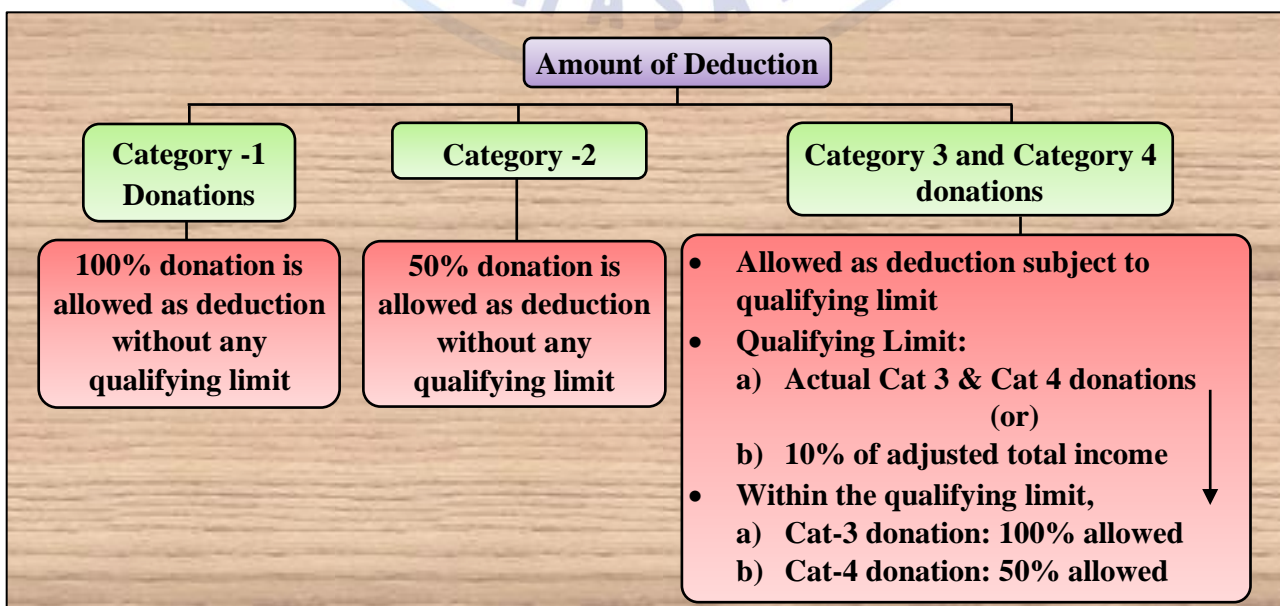 Amount of Deduction
Category -1
Donations
Category -2
Category 3 and Category 4
donations
100% donation is
allowed as deduction
without any
qualifying limit
50% donation is
allowed as deduction
without any
qualifying limit
• Allowed as deduction subject to
qualifying limit
• Qualifying Limit:
a) Actual Cat 3 & Cat 4 donations
(or)
b) 10% of adjusted total income
• Within the qualifying limit,
a) Cat-3 donation: 100% allowed
b) Cat-4 donation: 50% allowed